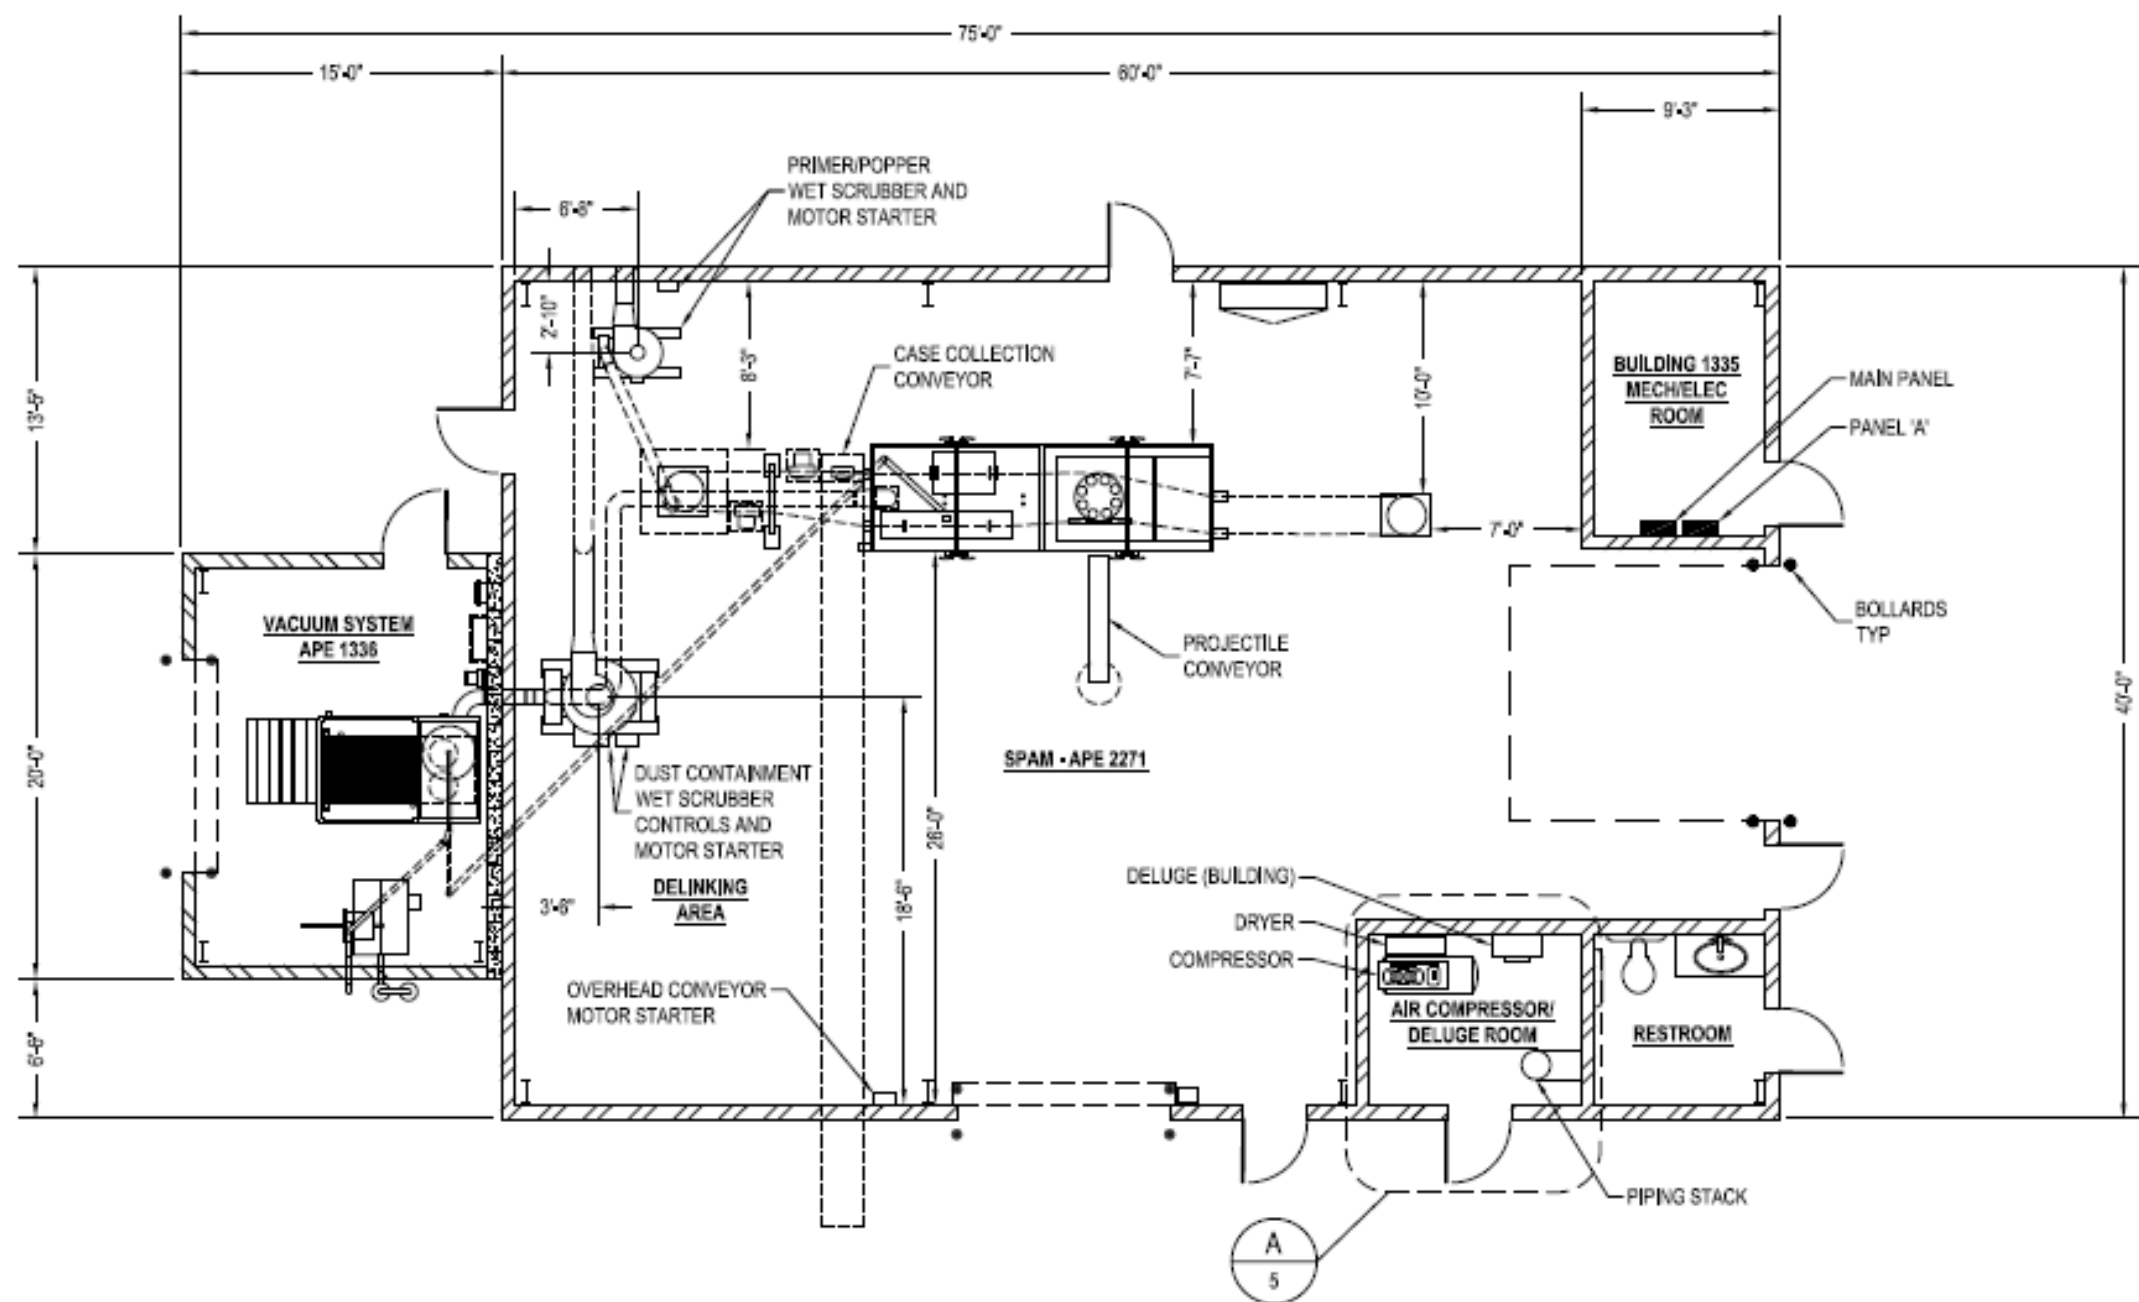 75'-0"
15'-0"
60'-0"
9'-3"
PRIMER/POPPER
WET SCRUBBER AND
MOTOR STARTER
6'-8"
2'-10"
8'-3"
CASE COLLECTION
CONVEYOR
7'-7"
10'-0"
BUILDING 1335
MECH/ELEC
ROOM
MAIN PANEL
PANEL 'A'
13'-6"
7'-0"
VACUUM SYSTEM
APE 1336
BOLLARDS
TYP
PROJECTILE
CONVEYOR
40'-0"
20'-0"
SPAM - APE 2271
DUST CONTAINMENT
WET SCRUBBER
CONTROLS AND
MOTOR STARTER
26'-0"
18'-6"
DELINKING
AREA
3'-6"
DELUGE (BUILDING)
DRYER
COMPRESSOR
OVERHEAD CONVEYOR
MOTOR STARTER
AIR COMPRESSOR/
DELUGE ROOM
RESTROOM
6'-6"
PIPING STACK
A
5